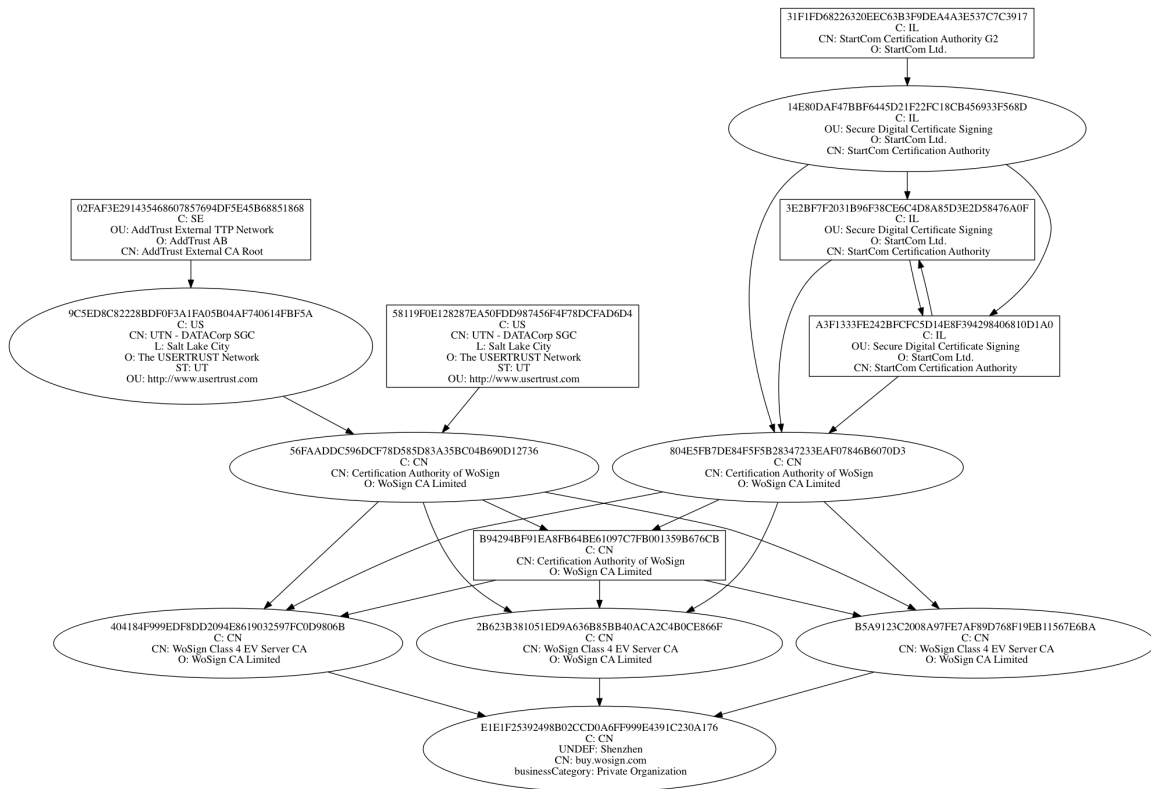 31F1FD68226320EEC63B3F9DEA4A3E537C7C3917
C: IL
CN: StartCom Certification Authority G2
O: StartCom Ltd.
14E80DAF47BBF6445D21F22FC18CB456933F568D
C: IL
OU: Secure Digital Certificate Signing
O: StartCom Ltd.
CN: StartCom Certification Authority
02FAF3E291435468607857694DF5E45B68851868
C: SE
OU: AddTrust External TTP Network
O: AddTrust AB
CN: AddTrust External CA Root
3E2BF7F2031B96F38CE6C4D8A85D3E2D58476A0F
C: IL
OU: Secure Digital Certificate Signing
O: StartCom Ltd.
CN: StartCom Certification Authority
9C5ED8C82228BDF0F3A1FA05B04AF740614FBF5A
C: US
CN: UTN - DATACorp SGC
L: Salt Lake City
O: The USERTRUST Network
ST: UT
OU: http://www.usertrust.com
58119F0E128287EA50FDD987456F4F78DCFAD6D4
C: US
CN: UTN - DATACorp SGC
L: Salt Lake City
O: The USERTRUST Network
ST: UT
OU: http://www.usertrust.com
A3F1333FE242BFCFC5D14E8F394298406810D1A0
C: IL
OU: Secure Digital Certificate Signing
O: StartCom Ltd.
CN: StartCom Certification Authority
56FAADDC596DCF78D585D83A35BC04B690D12736
C: CN
CN: Certification Authority of WoSign
O: WoSign CA Limited
804E5FB7DE84F5F5B28347233EAF07846B6070D3
C: CN
CN: Certification Authority of WoSign
O: WoSign CA Limited
B94294BF91EA8FB64BE61097C7FB001359B676CB
C: CN
CN: Certification Authority of WoSign
O: WoSign CA Limited
404184F999EDF8DD2094E8619032597FC0D9806B
C: CN
CN: WoSign Class 4 EV Server CA
O: WoSign CA Limited
2B623B381051ED9A636B85BB40ACA2C4B0CE866F
C: CN
CN: WoSign Class 4 EV Server CA
O: WoSign CA Limited
B5A9123C2008A97FE7AF89D768F19EB11567E6BA
C: CN
CN: WoSign Class 4 EV Server CA
O: WoSign CA Limited
E1E1F25392498B02CCD0A6FF999E4391C230A176
C: CN
UNDEF: Shenzhen
CN: buy.wosign.com
businessCategory: Private Organization